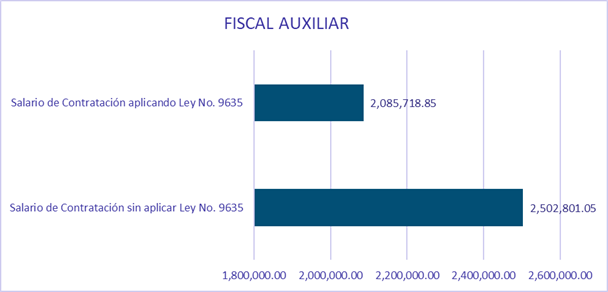 FISCAL AUXILIAR
Salario de Contratación aplicando Ley No. 9635
2,085,718.85
Salario de Contratación sin aplicar Ley No. 9635
2,502,801.05
1,800,000.00 2,000,000.00 2,200,000.00 2,400,000.00 2,600,000.00